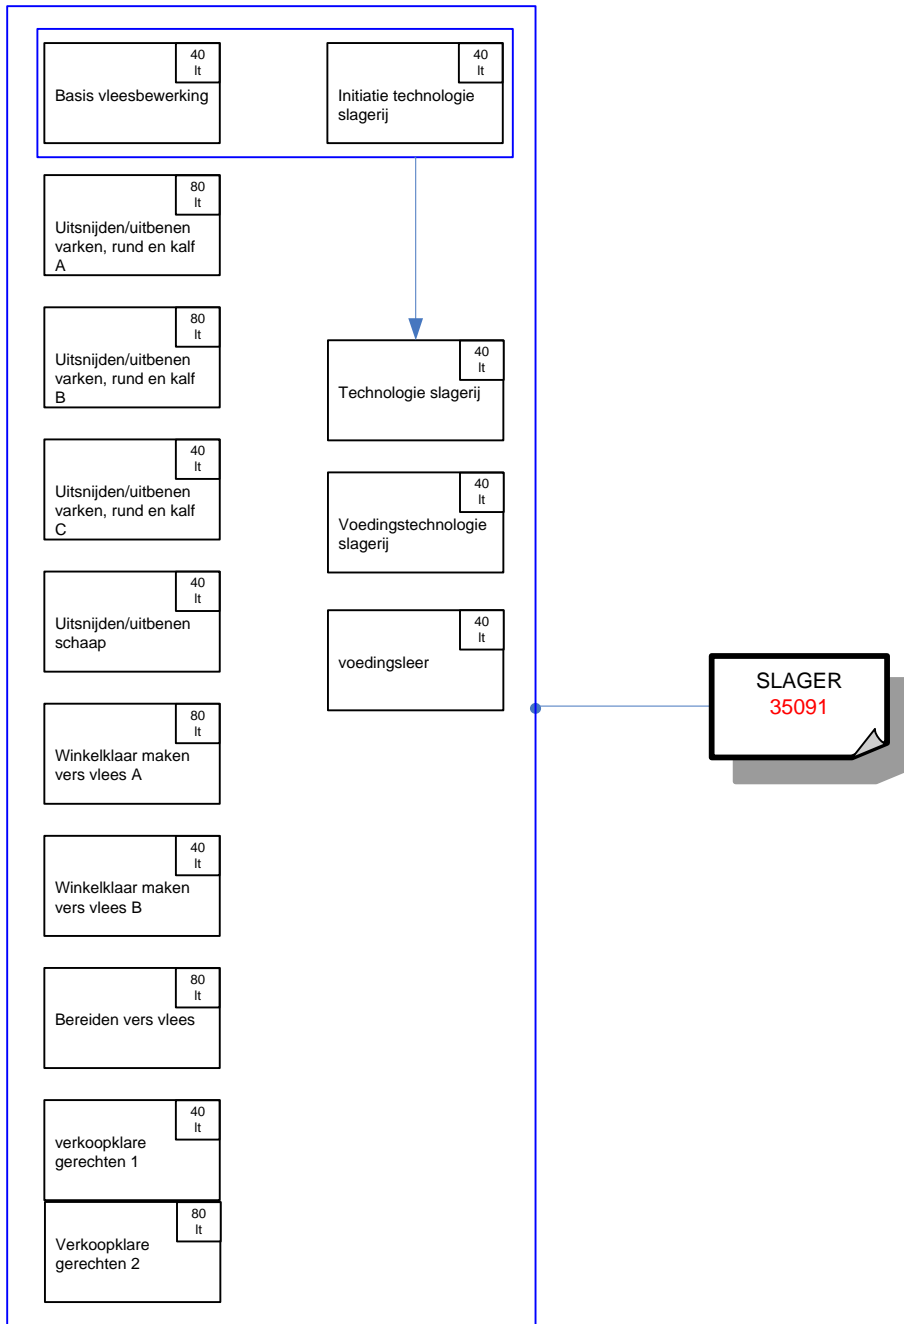 40
lt
Basis vleesbewerking
40
lt
Initiatie technologie
slagerij
80
lt
Uitsnijden/uitbenen
varken, rund en kalf
A
80
lt
Uitsnijden/uitbenen
varken, rund en kalf
B
40
lt
Technologie slagerij
40
lt
Uitsnijden/uitbenen
varken, rund en kalf
C
40
lt
Voedingstechnologie
slagerij
40
lt
Uitsnijden/uitbenen
schaap
40
lt
voedingsleer
80
lt
Winkelklaar maken
vers vlees A
40
lt
Winkelklaar maken
vers vlees B
80
lt
Bereiden vers vlees
40
lt
verkoopklare
gerechten 1
80
lt
Verkoopklare
gerechten 2
SLAGER
35091